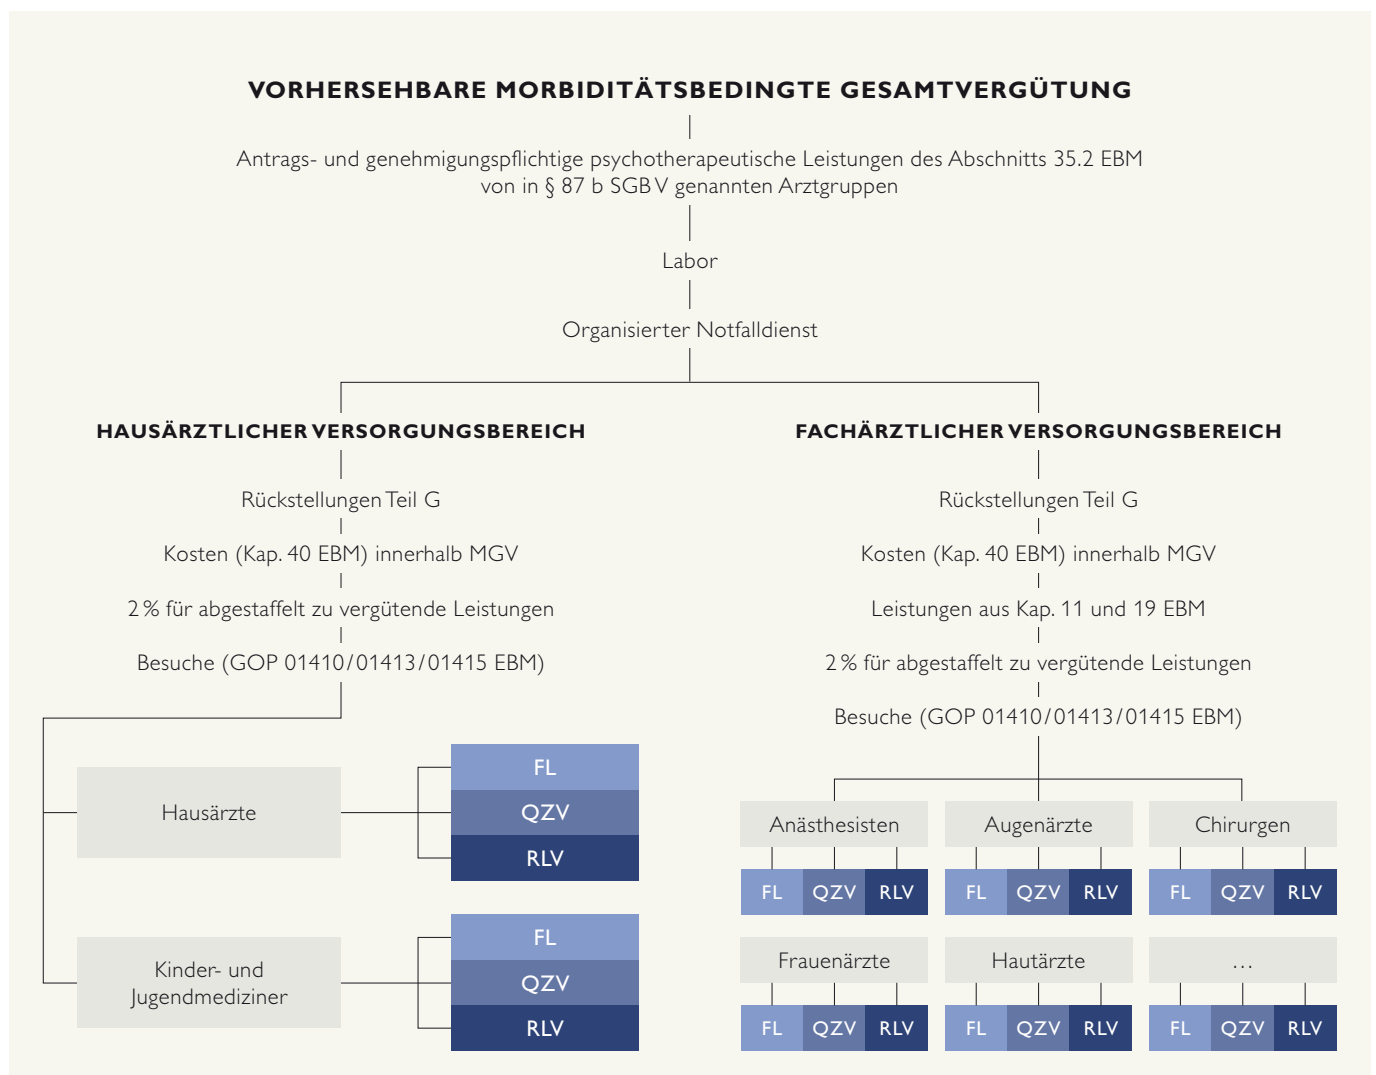 VORHERSEHBARE MORBIDITÄTSBEDINGTE GESAMTVERGÜTUNG
Antrags- und genehmigungspflichtige psychotherapeutische Leistungen des Abschnitts 35.2 EBM
von in § 87 b SGB V genannten Arztgruppen
Labor
Organisierter Notfalldienst
HAUSÄRZTLICHER VERSORGUNGSBEREICH
Rückstellungen Teil G
Kosten (Kap. 40 EBM) innerhalb MGV
2 % für abgestaffelt zu vergütende Leistungen
Besuche (GOP 01410/01413/01415 EBM)
Hausärzte
FL
QZV
RLV
Kinder- und
Jugendmediziner
FL
QZV
RLV
FACHÄRZTLICHER VERSORGUNGSBEREICH
Rückstellungen Teil G
Kosten (Kap. 40 EBM) innerhalb MGV
Leistungen aus Kap. 11 und 19 EBM
2 % für abgestaffelt zu vergütende Leistungen
Besuche (GOP 01410/01413/01415 EBM)
Anästhesisten
FL QZV RLV
Augenärzte
FL QZV RLV
Chirurgen
FL QZV RLV
Frauenärzte
FL QZV RLV
Hautärzte
FL QZV RLV
…
FL QZV RLV